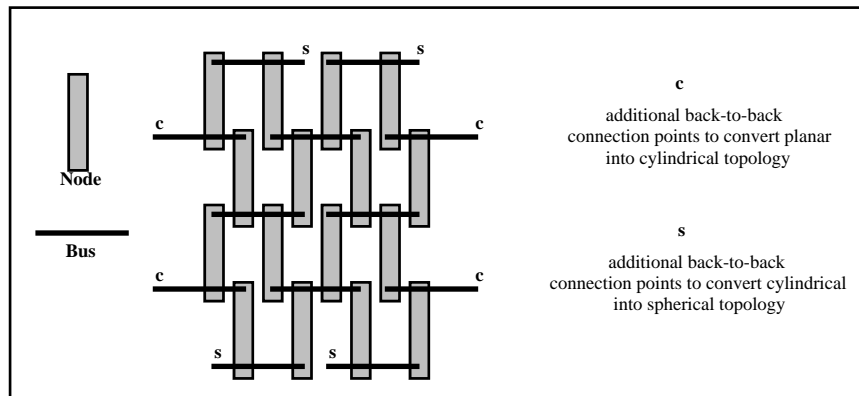 s
s
c
c
Node
Bus
c
c
s
s
c
additional back-to-back
connection points to convert planar
into cylindrical topology
s
additional back-to-back
connection points to convert cylindrical
into spherical topology